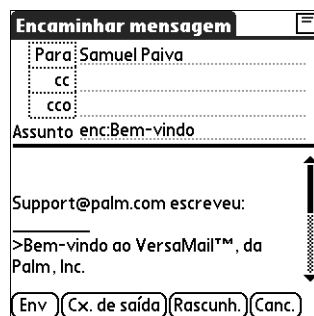 Encaminhar mensagem
Para Samuel Paiva
cc
cco
Assunto enc:Bem-vindo
Support@palm.com escreveu:
>Bem-vindo ao VersaMail™, da
Palm, Inc.
Env Cx. de saída Rascunh. Canc.